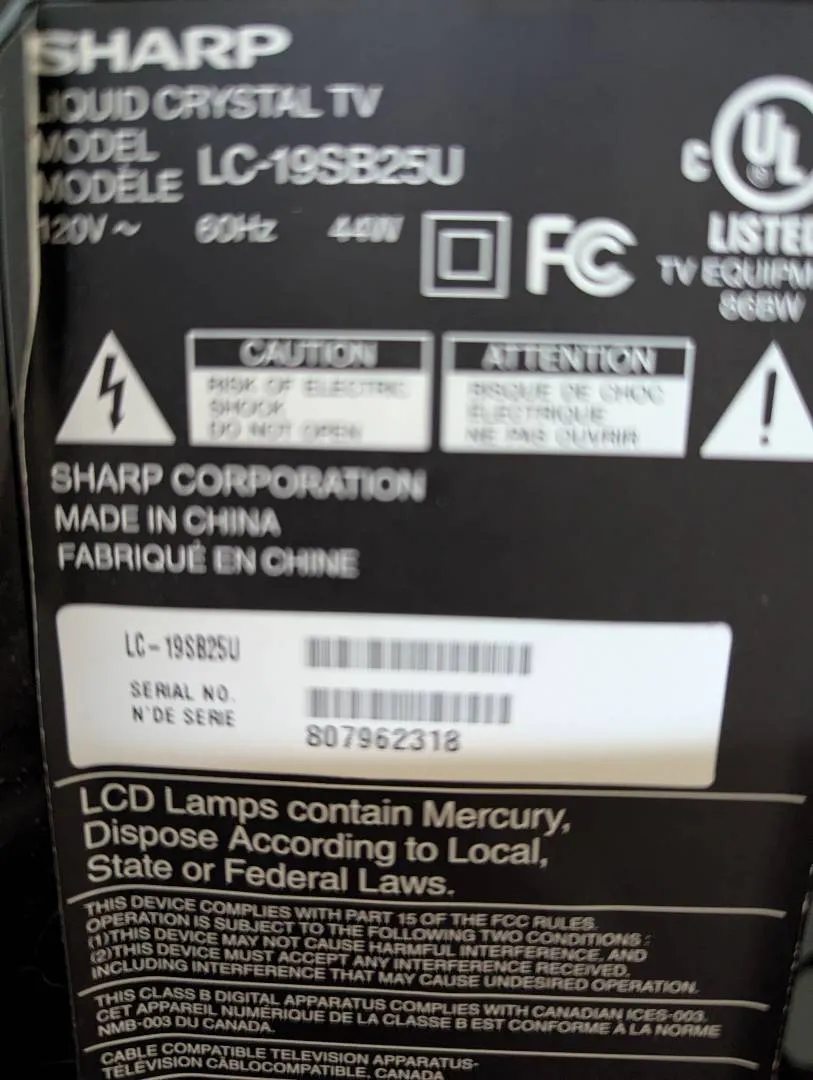 SHARP
LIQUID CRYSTAL TV
MODEL
MODÈLE LC-19SB25U
120V ~ 60Hz 44W
FC
C UL
LISTED
TV EQUIPM
86BW
CAUTION
RISK OF ELECTRIC
SHOCK
DO NOT OPEN
ATTENTION
RISQUE DE CHOC
ÉLECTRIQUE
NE PAS OUVRIR
SHARP CORPORATION
MADE IN CHINA
FABRIQUÉ EN CHINE
LC-19SB25U
SERIAL NO.
N'DE SERIE
807962318
LCD Lamps contain Mercury,
Dispose According to Local,
State or Federal Laws.
THIS DEVICE COMPLIES WITH PART 15 OF THE FCC RULES.
OPERATION IS SUBJECT TO THE FOLLOWING TWO CONDITIONS :
(1)THIS DEVICE MAY NOT CAUSE HARMFUL INTERFERENCE, AND
(2)THIS DEVICE MUST ACCEPT ANY INTERFERENCE RECEIVED,
INCLUDING INTERFERENCE THAT MAY CAUSE UNDESIRED OPERATION.
THIS CLASS B DIGITAL APPARATUS COMPLIES WITH CANADIAN ICES-003.
CET APPAREIL NUMÉRIQUE DE LA CLASSE B EST CONFORME À LA NORME
NMB-003 DU CANADA.
CABLE COMPATIBLE TELEVISION APPARATUS-
TÉLÉVISION CÂBLOCOMPATIBLE, CANADA